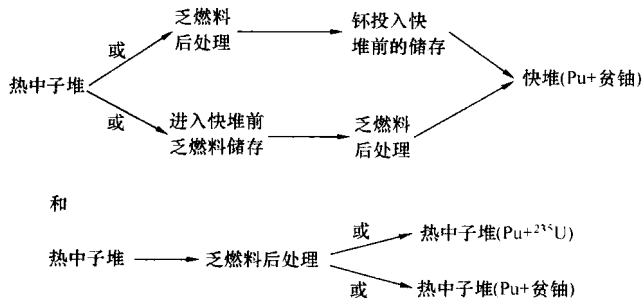 乏燃料
后处理
钚投入快
堆前的储存
或
热中子堆
快堆(Pu+贫铀)
或
进入快堆前
乏燃料储存
乏燃料
后处理
和
或
热中子堆(Pu+²³⁵U)
热中子堆
乏燃料后处理
或
热中子堆(Pu+贫铀)